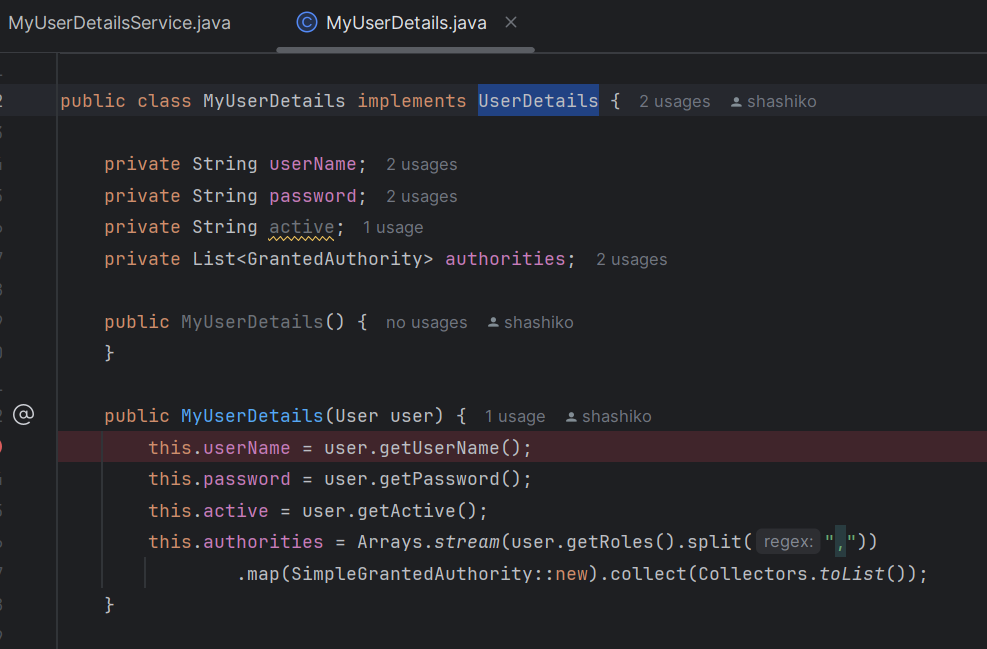 MyUserDetailsService.java MyUserDetails.java
public class MyUserDetails implements UserDetails { 2 usages shashiko
private String userName; 2 usages
private String password; 2 usages
private String active; 1 usage
private List<GrantedAuthority> authorities; 2 usages
public MyUserDetails() { no usages shashiko
}
@
public MyUserDetails(User user) { 1 usage shashiko
this.userName = user.getUserName();
this.password = user.getPassword();
this.active = user.getActive();
this.authorities = Arrays.stream(user.getRoles().split( regex: ","))
.map(SimpleGrantedAuthority::new).collect(Collectors.toList());
}